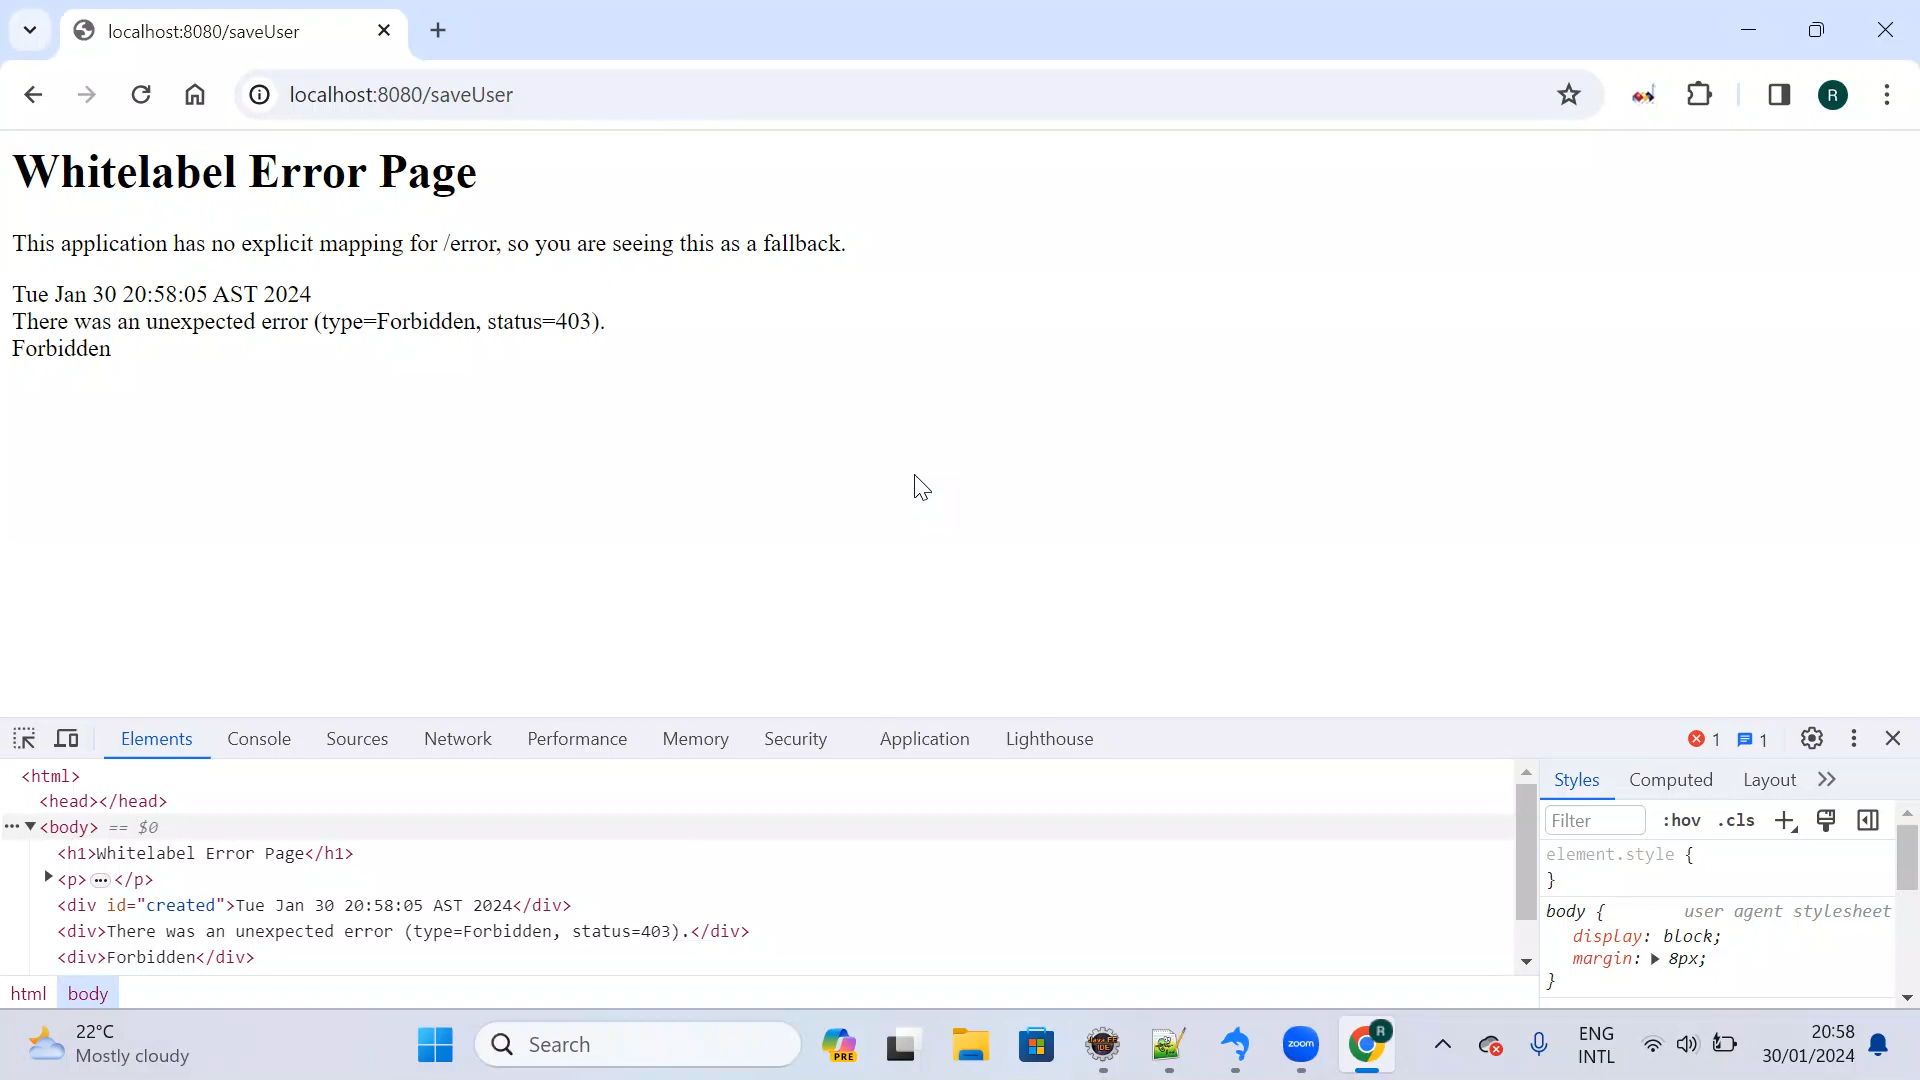 localhost:8080/saveUser
localhost:8080/saveUser
R
Whitelabel Error Page
This application has no explicit mapping for /error, so you are seeing this as a fallback.
Tue Jan 30 20:58:05 AST 2024
There was an unexpected error (type=Forbidden, status=403).
Forbidden
Elements Console Sources Network Performance Memory Security Application Lighthouse 1 1
<html>
<head></head>
<body> == $0
<h1>Whitelabel Error Page</h1>
<p>…</p>
<div id="created">Tue Jan 30 20:58:05 AST 2024</div>
<div>There was an unexpected error (type=Forbidden, status=403).</div>
<div>Forbidden</div>
html body
Styles Computed Layout
Filter :hov .cls
element.style {
}
body { user agent stylesheet
display: block;
margin: 8px;
}
22°C
Mostly cloudy
Search
PRE
Java EE
IDE
zoom
R
ENG
INTL
20:58
30/01/2024